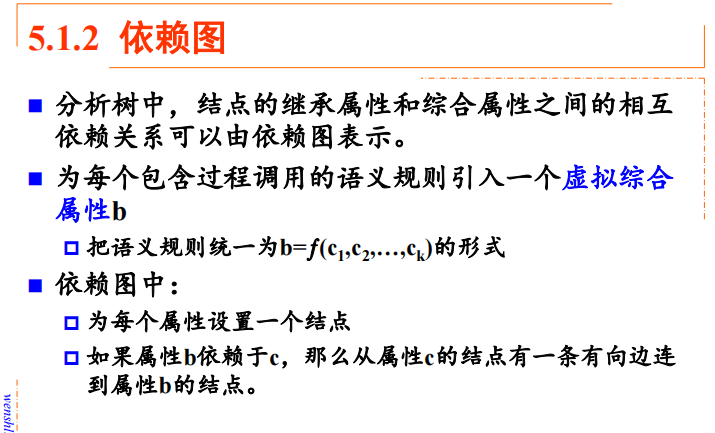 5.1.2 依赖图
■ 分析树中，结点的继承属性和综合属性之间的相互
依赖关系可以由依赖图表示。
■ 为每个包含过程调用的语义规则引入一个虚拟综合
属性b
□ 把语义规则统一为b=f(c1,c2,…,ck)的形式
■ 依赖图中：
□ 为每个属性设置一个结点
□ 如果属性b依赖于c，那么从属性c的结点有一条有向边连
到属性b的结点。